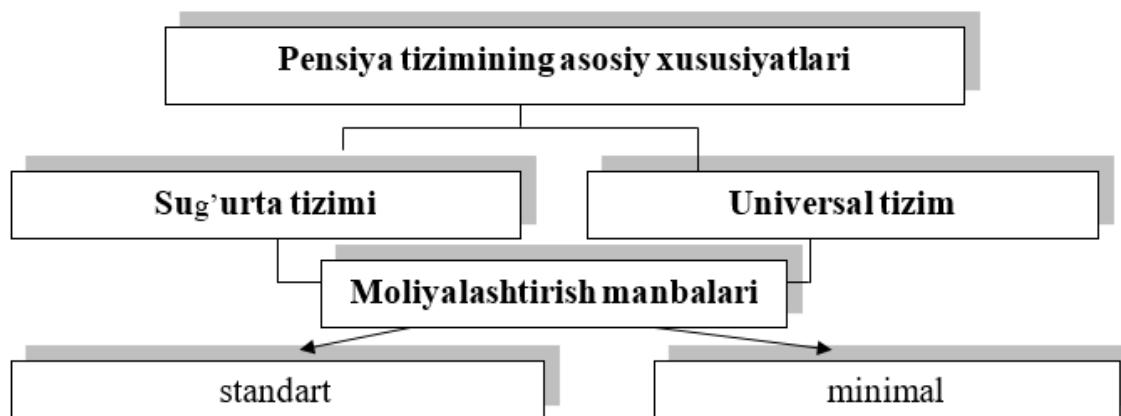 Pensiya tizimining asosiy xususiyatlari
Sug’urta tizimi
Universal tizim
Moliyalashtirish manbalari
standart
minimal